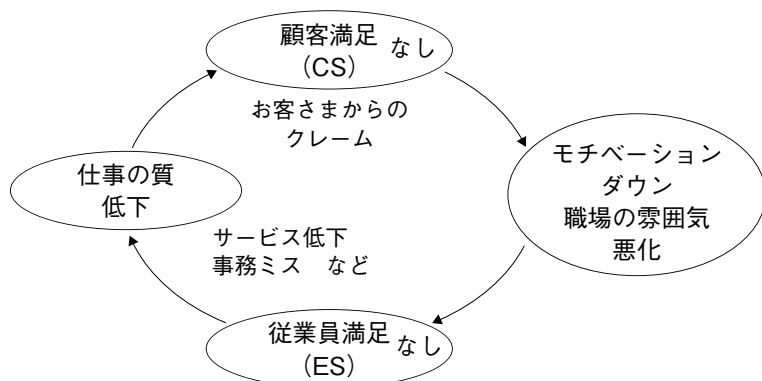 顧客満足 なし
（CS）
お客さまからの
クレーム
モチベーション
ダウン
職場の雰囲気
悪化
仕事の質
低下
サービス低下
事務ミス　など
従業員満足 なし
（ES）